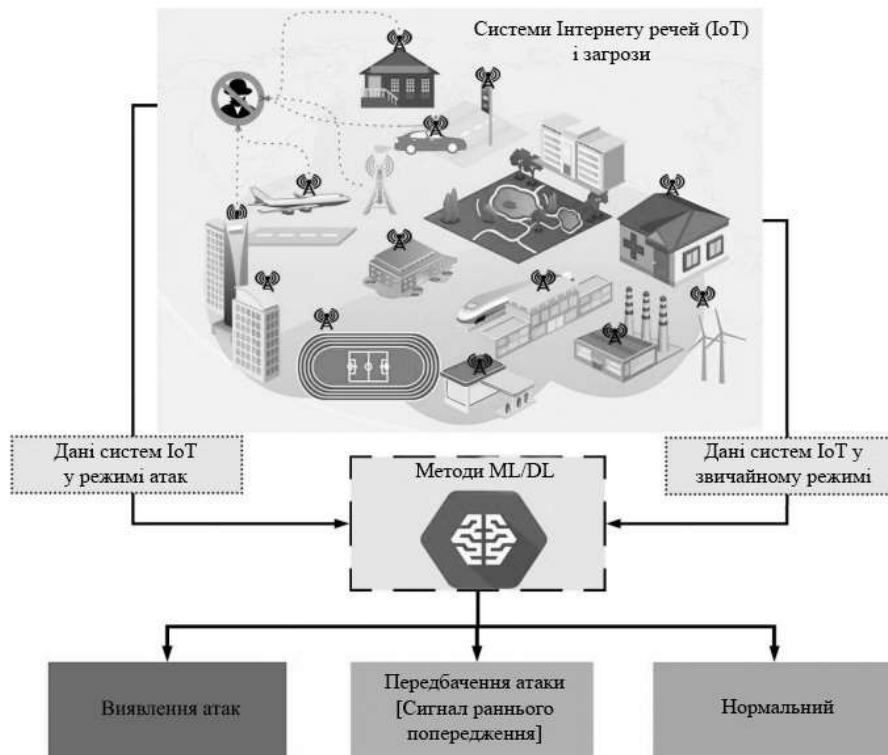 Системи Інтернету речей (IoT)
і загрози
Дані систем IoT
у режимі атак
Методи ML/DL
Дані систем IoT у
звичайному режимі
Виявлення атак
Передбачення атаки
[Сигнал раннього
попередження]
Нормальний